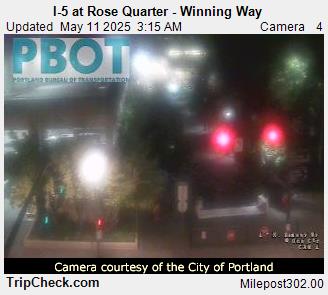 I-5 at Rose Quarter - Winning Way
Updated May 11 2025 3:15 AM Camera 4
PBOT
PORTLAND BUREAU OF TRANSPORTATION
Camera courtesy of the City of Portland
TripCheck.com Milepost302.00